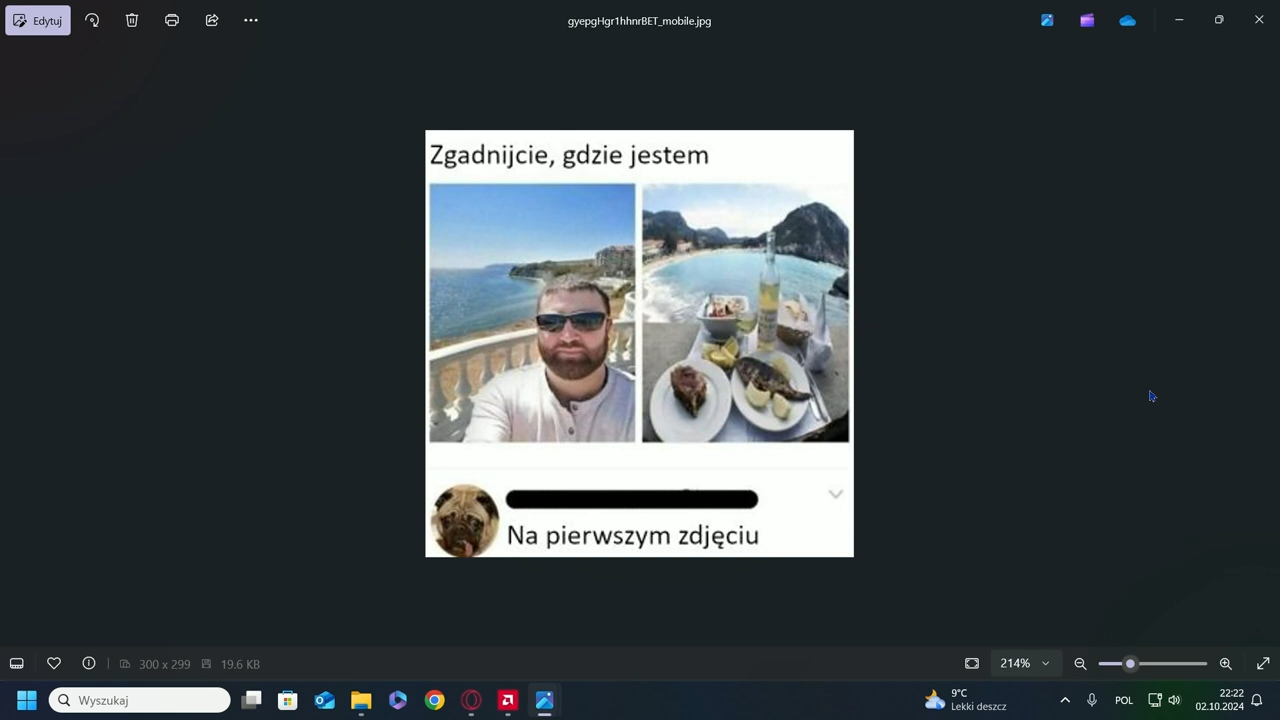 Edytuj
gyepgHgr1hhnrBET_mobile.jpg
Zgadnijcie, gdzie jestem
Na pierwszym zdjęciu
300 x 299
19.6 KB
214%
Wyszukaj
9°C
Lekki deszcz
POL
22:22
02.10.2024